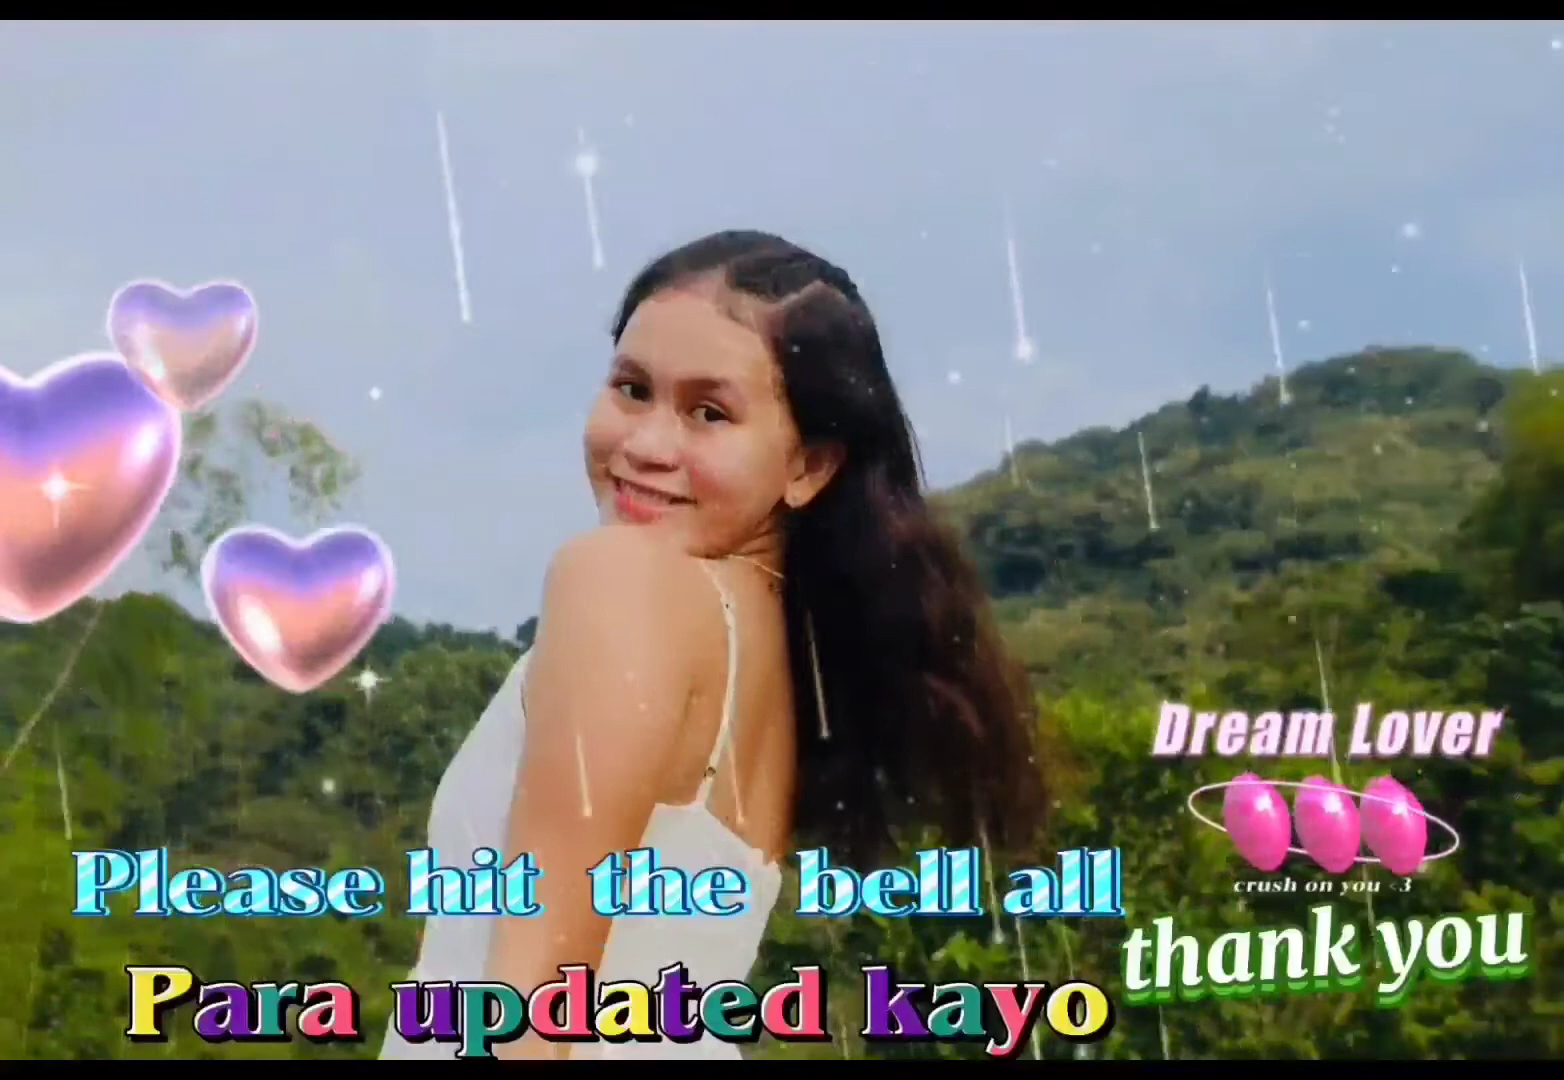 Dream Lover
crush on you <3
Please hit the bell all
thank you
Para updated kayo